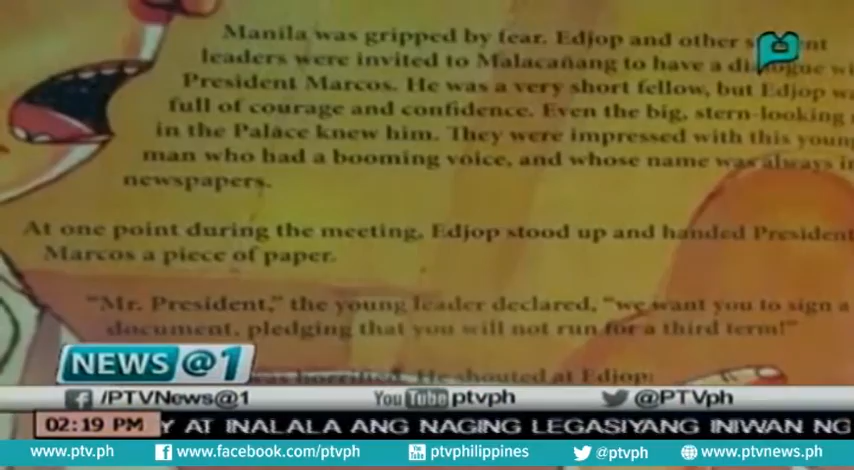 Manila was gripped by fear. Edjop and other
leaders were invited to Malacañang to have a dialogue
President Marcos. He was a very short fellow, but Edjop
full of courage and confidence. Even the big, stern-looking
in the Palace knew him. They were impressed with this
man who had a booming voice, and whose name was always
newspapers.
At one point during the meeting, Edjop stood up and handed President
Marcos a piece of paper.
"Mr. President," the young leader declared, "we want you to sign a
document, pledging that you will not run for a third term!"
was horrified. He shouted at Edjop:
NEWS @1
/PTVNews@1 YouTube ptvph @PTVph
02:19 PM AT INALALA ANG NAGING LEGASIYANG INIWAN NG
www.ptv.ph www.facebook.com/ptvph YouTube ptvphilippines @ptvph www.ptvnews.ph